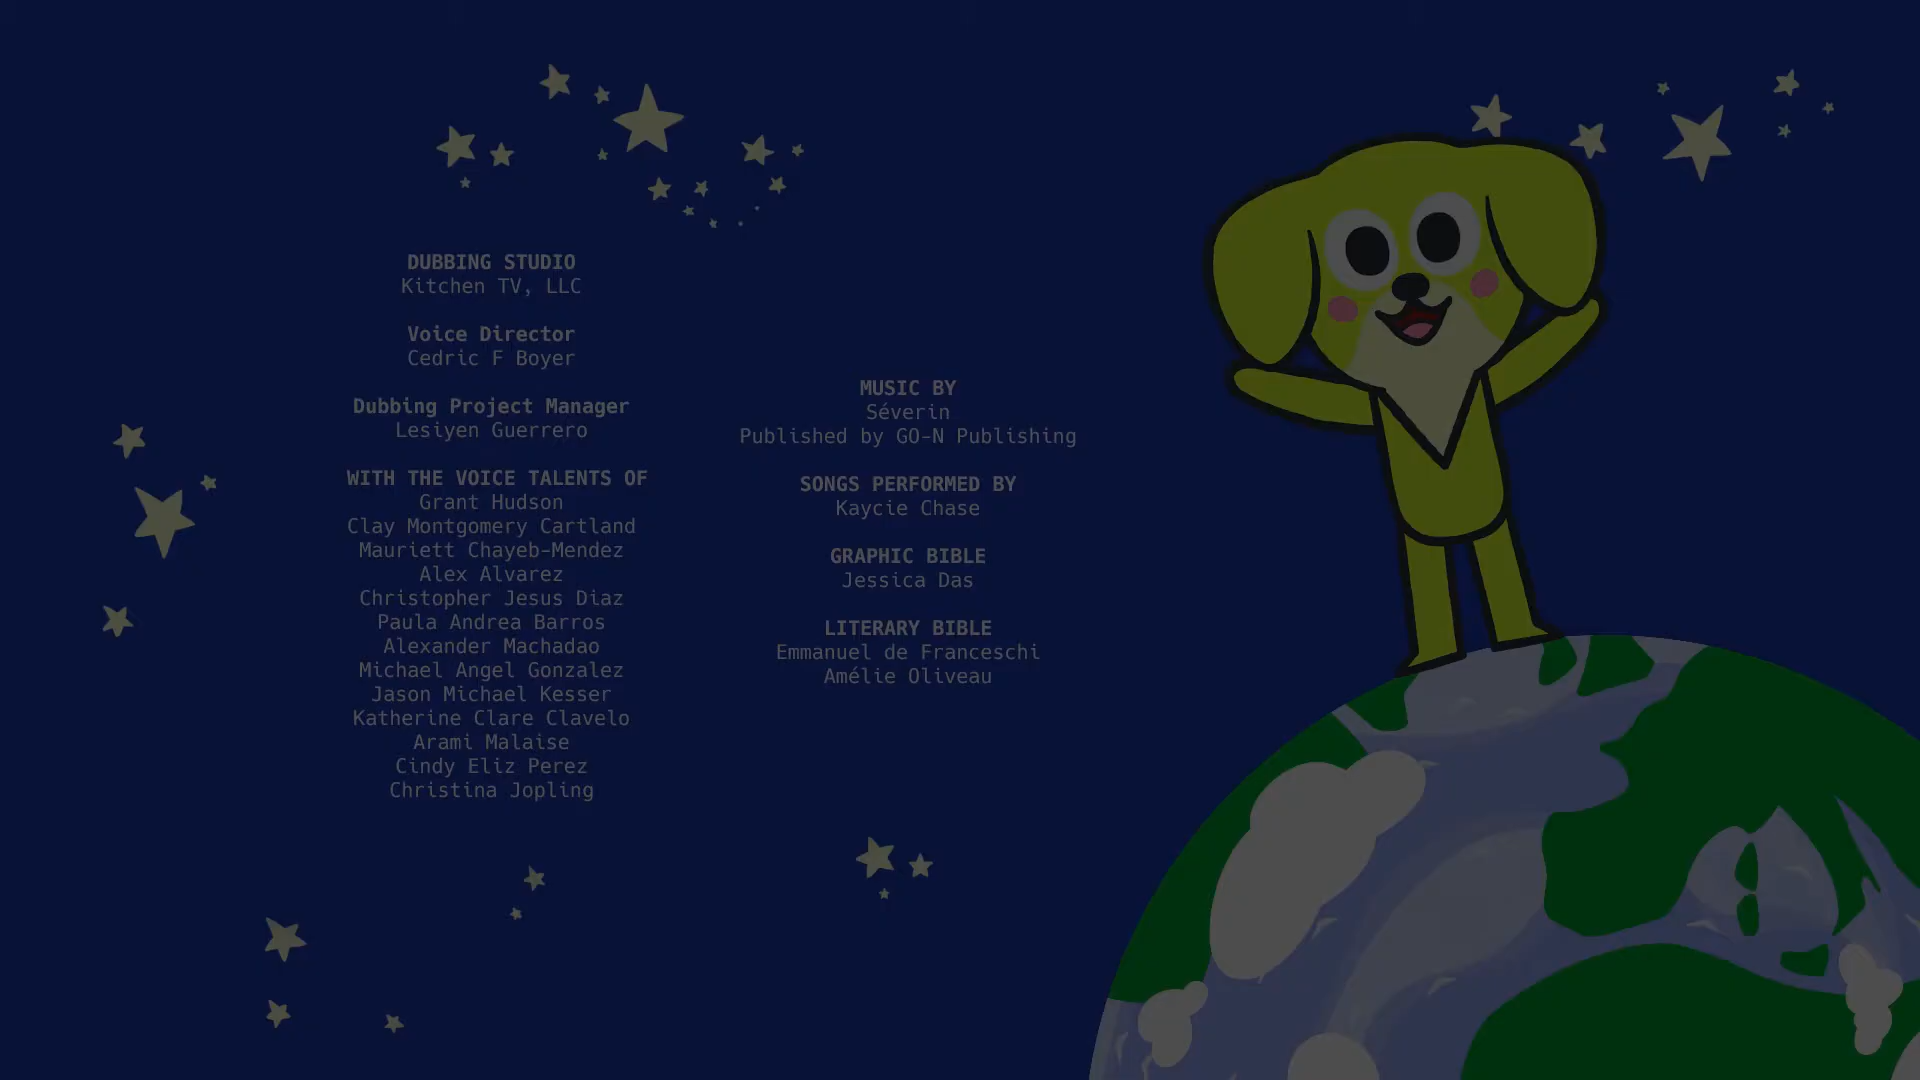 DUBBING STUDIO
Kitchen TV, LLC
Voice Director
Cedric F Boyer
Dubbing Project Manager
Lesiyen Guerrero
WITH THE VOICE TALENTS OF
Grant Hudson
Clay Montgomery Cartland
Mauriett Chayeb-Mendez
Alex Alvarez
Christopher Jesus Diaz
Paula Andrea Barros
Alexander Machadao
Michael Angel Gonzalez
Jason Michael Kesser
Katherine Clare Clavelo
Arami Malaise
Cindy Eliz Perez
Christina Jopling
MUSIC BY
Séverin
Published by GO-N Publishing
SONGS PERFORMED BY
Kaycie Chase
GRAPHIC BIBLE
Jessica Das
LITERARY BIBLE
Emmanuel de Franceschi
Amélie Oliveau